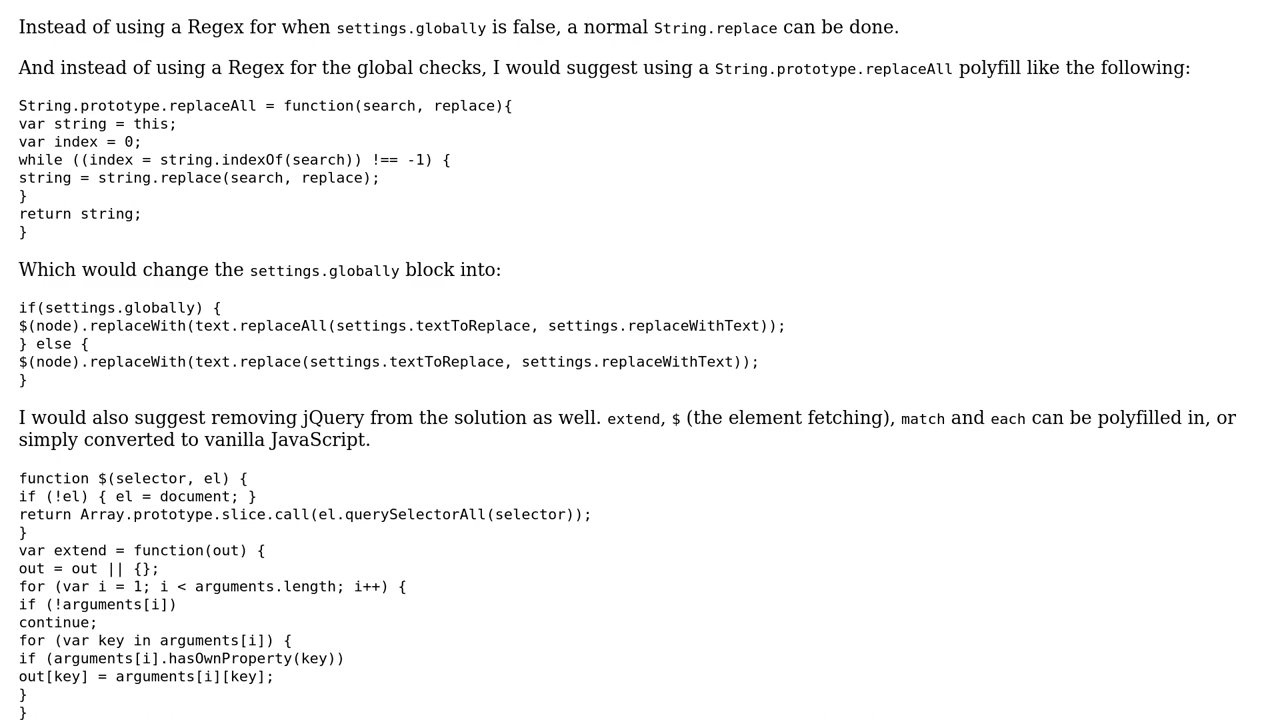 Instead of using a Regex for when settings.globally is false, a normal String.replace can be done.
And instead of using a Regex for the global checks, I would suggest using a String.prototype.replaceAll polyfill like the following:
String.prototype.replaceAll = function(search, replace){
var string = this;
var index = 0;
while ((index = string.indexOf(search)) !== -1) {
string = string.replace(search, replace);
}
return string;
}
Which would change the settings.globally block into:
if(settings.globally) {
$(node).replaceWith(text.replaceAll(settings.textToReplace, settings.replaceWithText));
} else {
$(node).replaceWith(text.replace(settings.textToReplace, settings.replaceWithText));
}
I would also suggest removing jQuery from the solution as well. extend, $ (the element fetching), match and each can be polyfilled in, or
simply converted to vanilla JavaScript.
function $(selector, el) {
if (!el) { el = document; }
return Array.prototype.slice.call(el.querySelectorAll(selector));
}
var extend = function(out) {
out = out || {};
for (var i = 1; i < arguments.length; i++) {
if (!arguments[i])
continue;
for (var key in arguments[i]) {
if (arguments[i].hasOwnProperty(key))
out[key] = arguments[i][key];
}
}